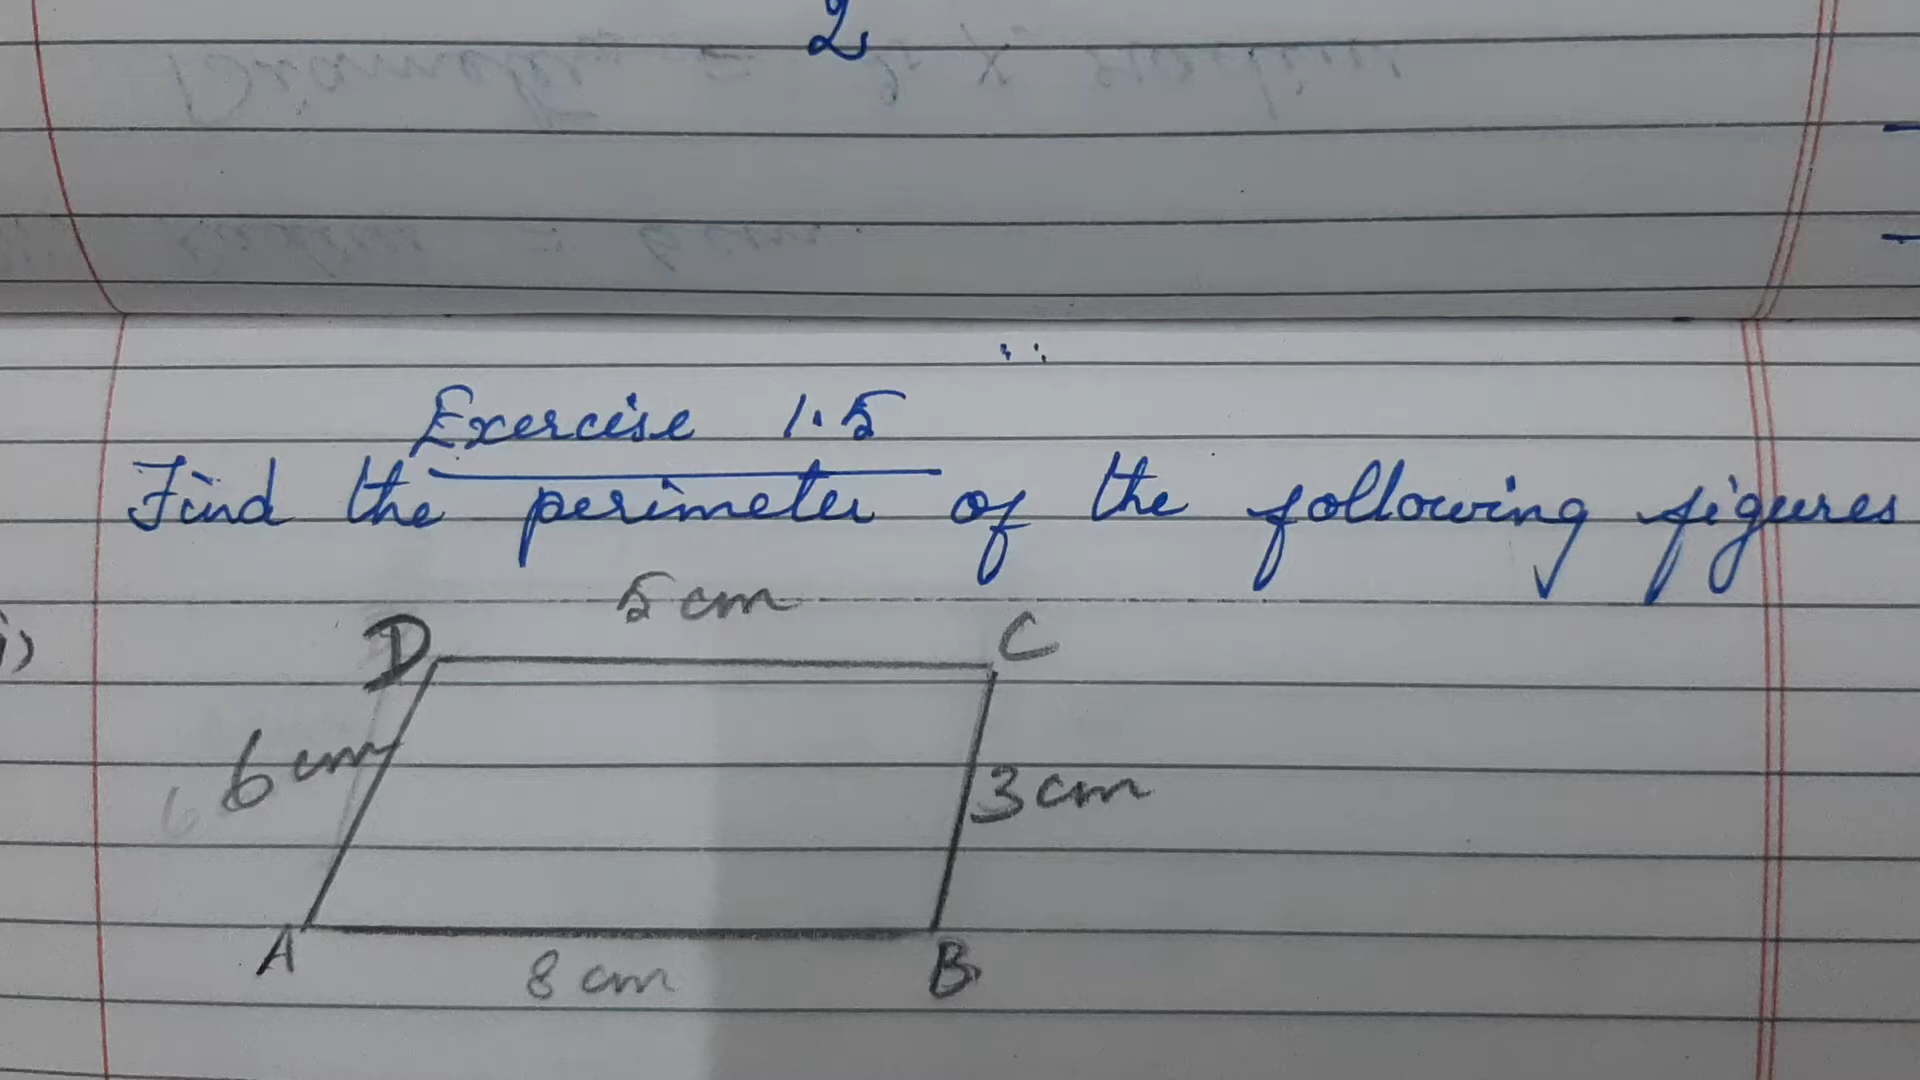 2
Exercise 1.5
Find the perimeter of the following figures
5 cm
i)
D
C
6 cm
3 cm
A
B
8 cm